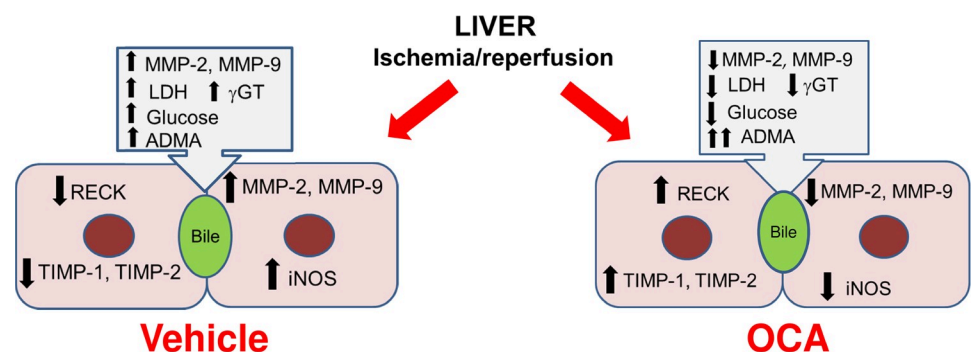 LIVER
Ischemia/reperfusion
⬆ MMP-2, MMP-9
⬆ LDH ⬆ γGT
⬆ Glucose
⬆ ADMA
⬇ RECK
⬆ MMP-2, MMP-9
Bile
⬇ TIMP-1, TIMP-2
⬆ iNOS
Vehicle
⬇ MMP-2, MMP-9
⬇ LDH ⬇ γGT
⬇ Glucose
⬆⬆ ADMA
⬆ RECK
⬇ MMP-2, MMP-9
Bile
⬆ TIMP-1, TIMP-2
⬇ iNOS
OCA